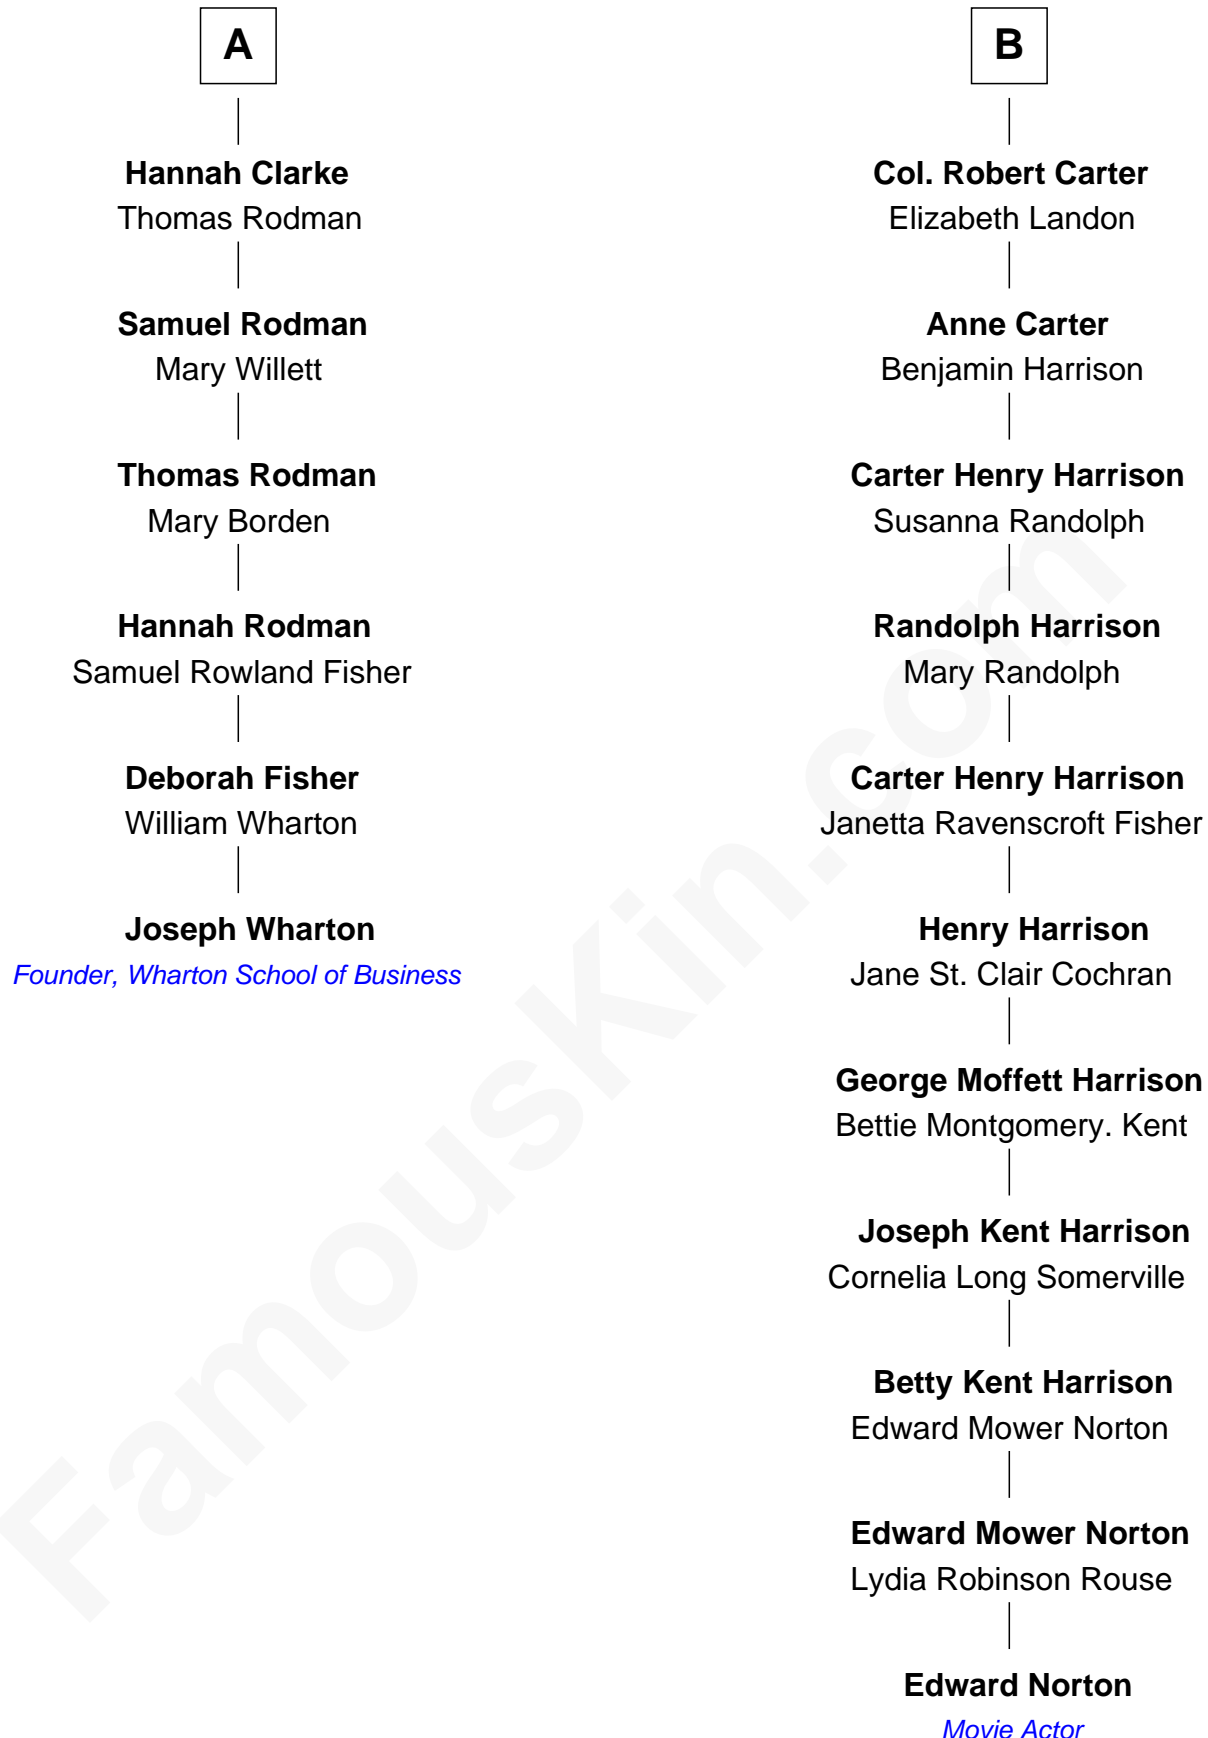 A
Hannah Clarke
Thomas Rodman
Samuel Rodman
Mary Willett
Thomas Rodman
Mary Borden
Hannah Rodman
Samuel Rowland Fisher
Deborah Fisher
William Wharton
Joseph Wharton
Founder, Wharton School of Business
B
Col. Robert Carter
Elizabeth Landon
Anne Carter
Benjamin Harrison
Carter Henry Harrison
Susanna Randolph
Randolph Harrison
Mary Randolph
Carter Henry Harrison
Janetta Ravenscroft Fisher
Henry Harrison
Jane St. Clair Cochran
George Moffett Harrison
Bettie Montgomery. Kent
Joseph Kent Harrison
Cornelia Long Somerville
Betty Kent Harrison
Edward Mower Norton
Edward Mower Norton
Lydia Robinson Rouse
Edward Norton
Movie Actor
FamousKin.com